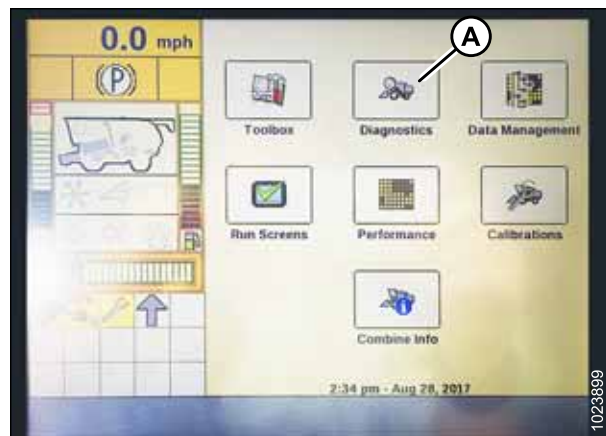 0.0 mph
(P)
A
Toolbox
Diagnostics
Data Management
Run Screens
Performance
Calibrations
Combine Info
2:34 pm - Aug 28, 2017
1023899